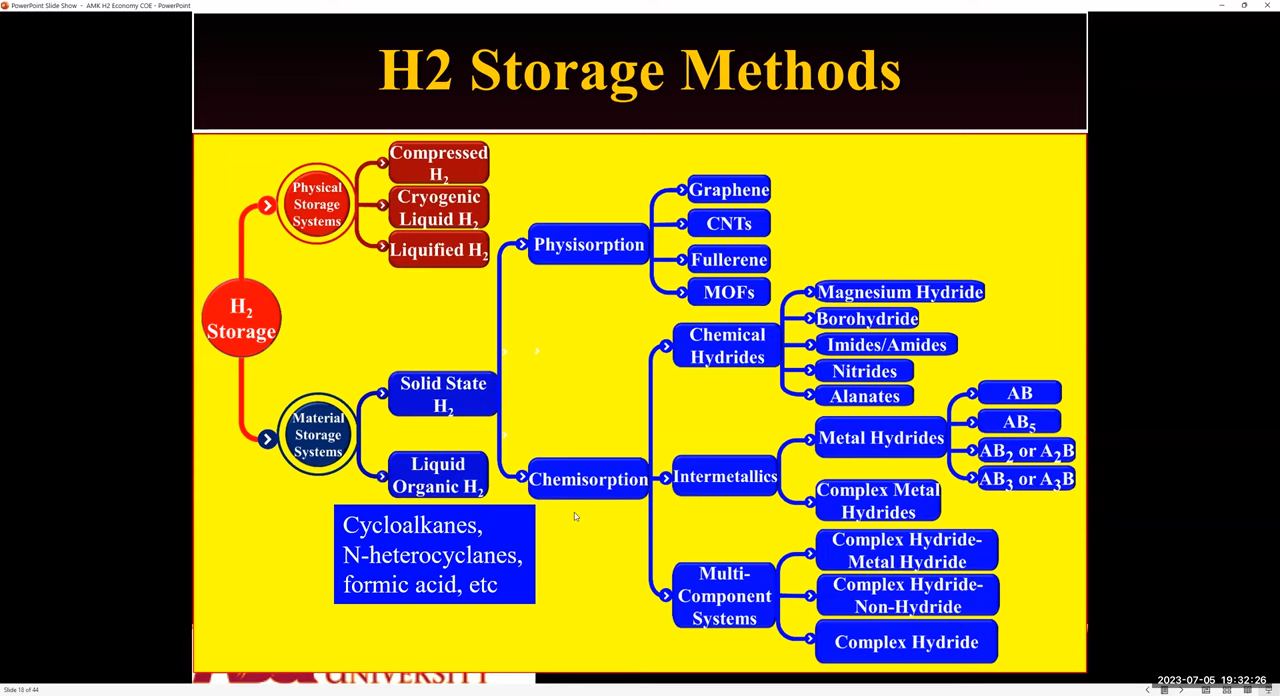 PowerPoint Slide Show - AMK H2 Economy COE - PowerPoint
H2 Storage Methods
H₂
Storage
Physical
Storage
Systems
Compressed
H₂
Cryogenic
Liquid H₂
Liquified H₂
Material
Storage
Systems
Solid State
H₂
Liquid
Organic H₂
Cycloalkanes,
N-heterocyclanes,
formic acid, etc
Physisorption
Graphene
CNTs
Fullerene
MOFs
Chemisorption
Chemical
Hydrides
Magnesium Hydride
Borohydride
Imides/Amides
Nitrides
Alanates
Intermetallics
Metal Hydrides
AB
AB₅
AB₂ or A₂B
AB₃ or A₃B
Complex Metal
Hydrides
Multi-
Component
Systems
Complex Hydride-
Metal Hydride
Complex Hydride-
Non-Hydride
Complex Hydride
UNIVERSITY
2023-07-05 19:32:26
Slide 18 of 44